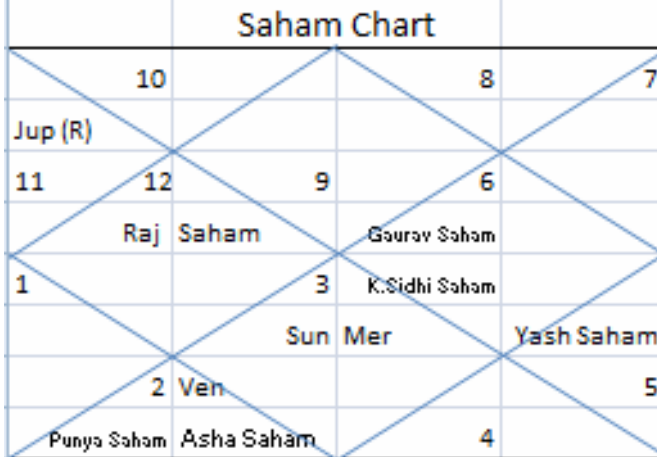 Saham Chart
10 8 7
Jup (R)
11 12 9 6
Raj Saham Gaurav Saham
1 3 K.Sidhi Saham
Sun Mer Yash Saham
2 Ven 5
Punya Saham Asha Saham 4